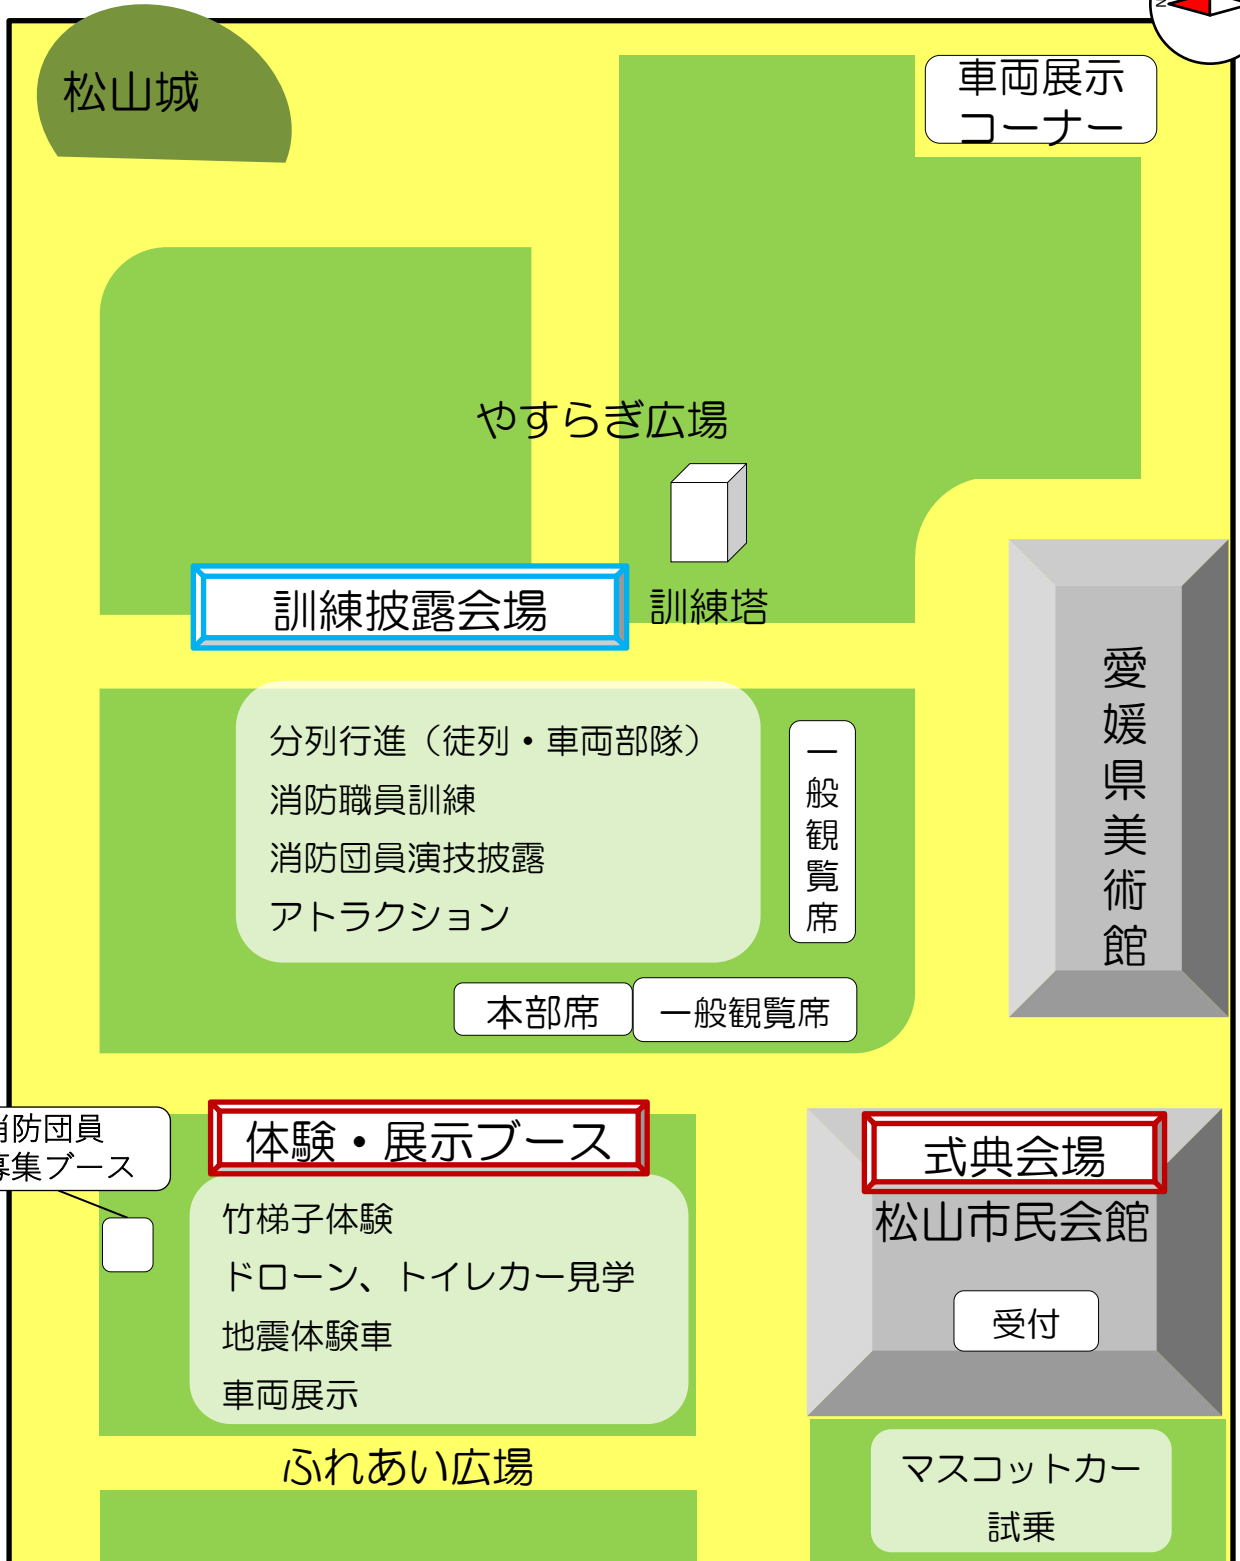 松山城
車両展示
コーナー
やすらぎ広場
訓練披露会場
訓練塔
分列行進（徒列・車両部隊）
消防職員訓練
消防団員演技披露
アトラクション
一般観覧席
愛媛県美術館
本部席
一般観覧席
消防団員
募集ブース
体験・展示ブース
竹梯子体験
ドローン、トイレカー見学
地震体験車
車両展示
式典会場
松山市民会館
受付
ふれあい広場
マスコットカー
試乗
N